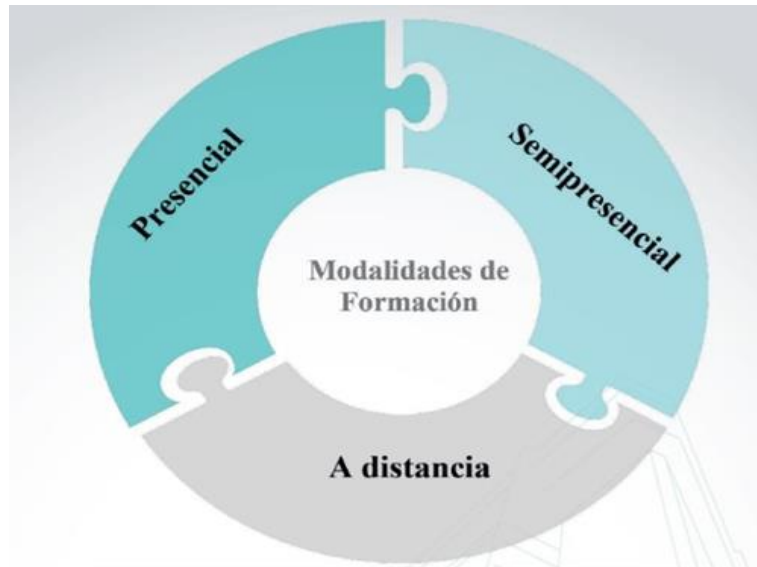 Presencial
Semipresencial
Modalidades de
Formación
A distancia